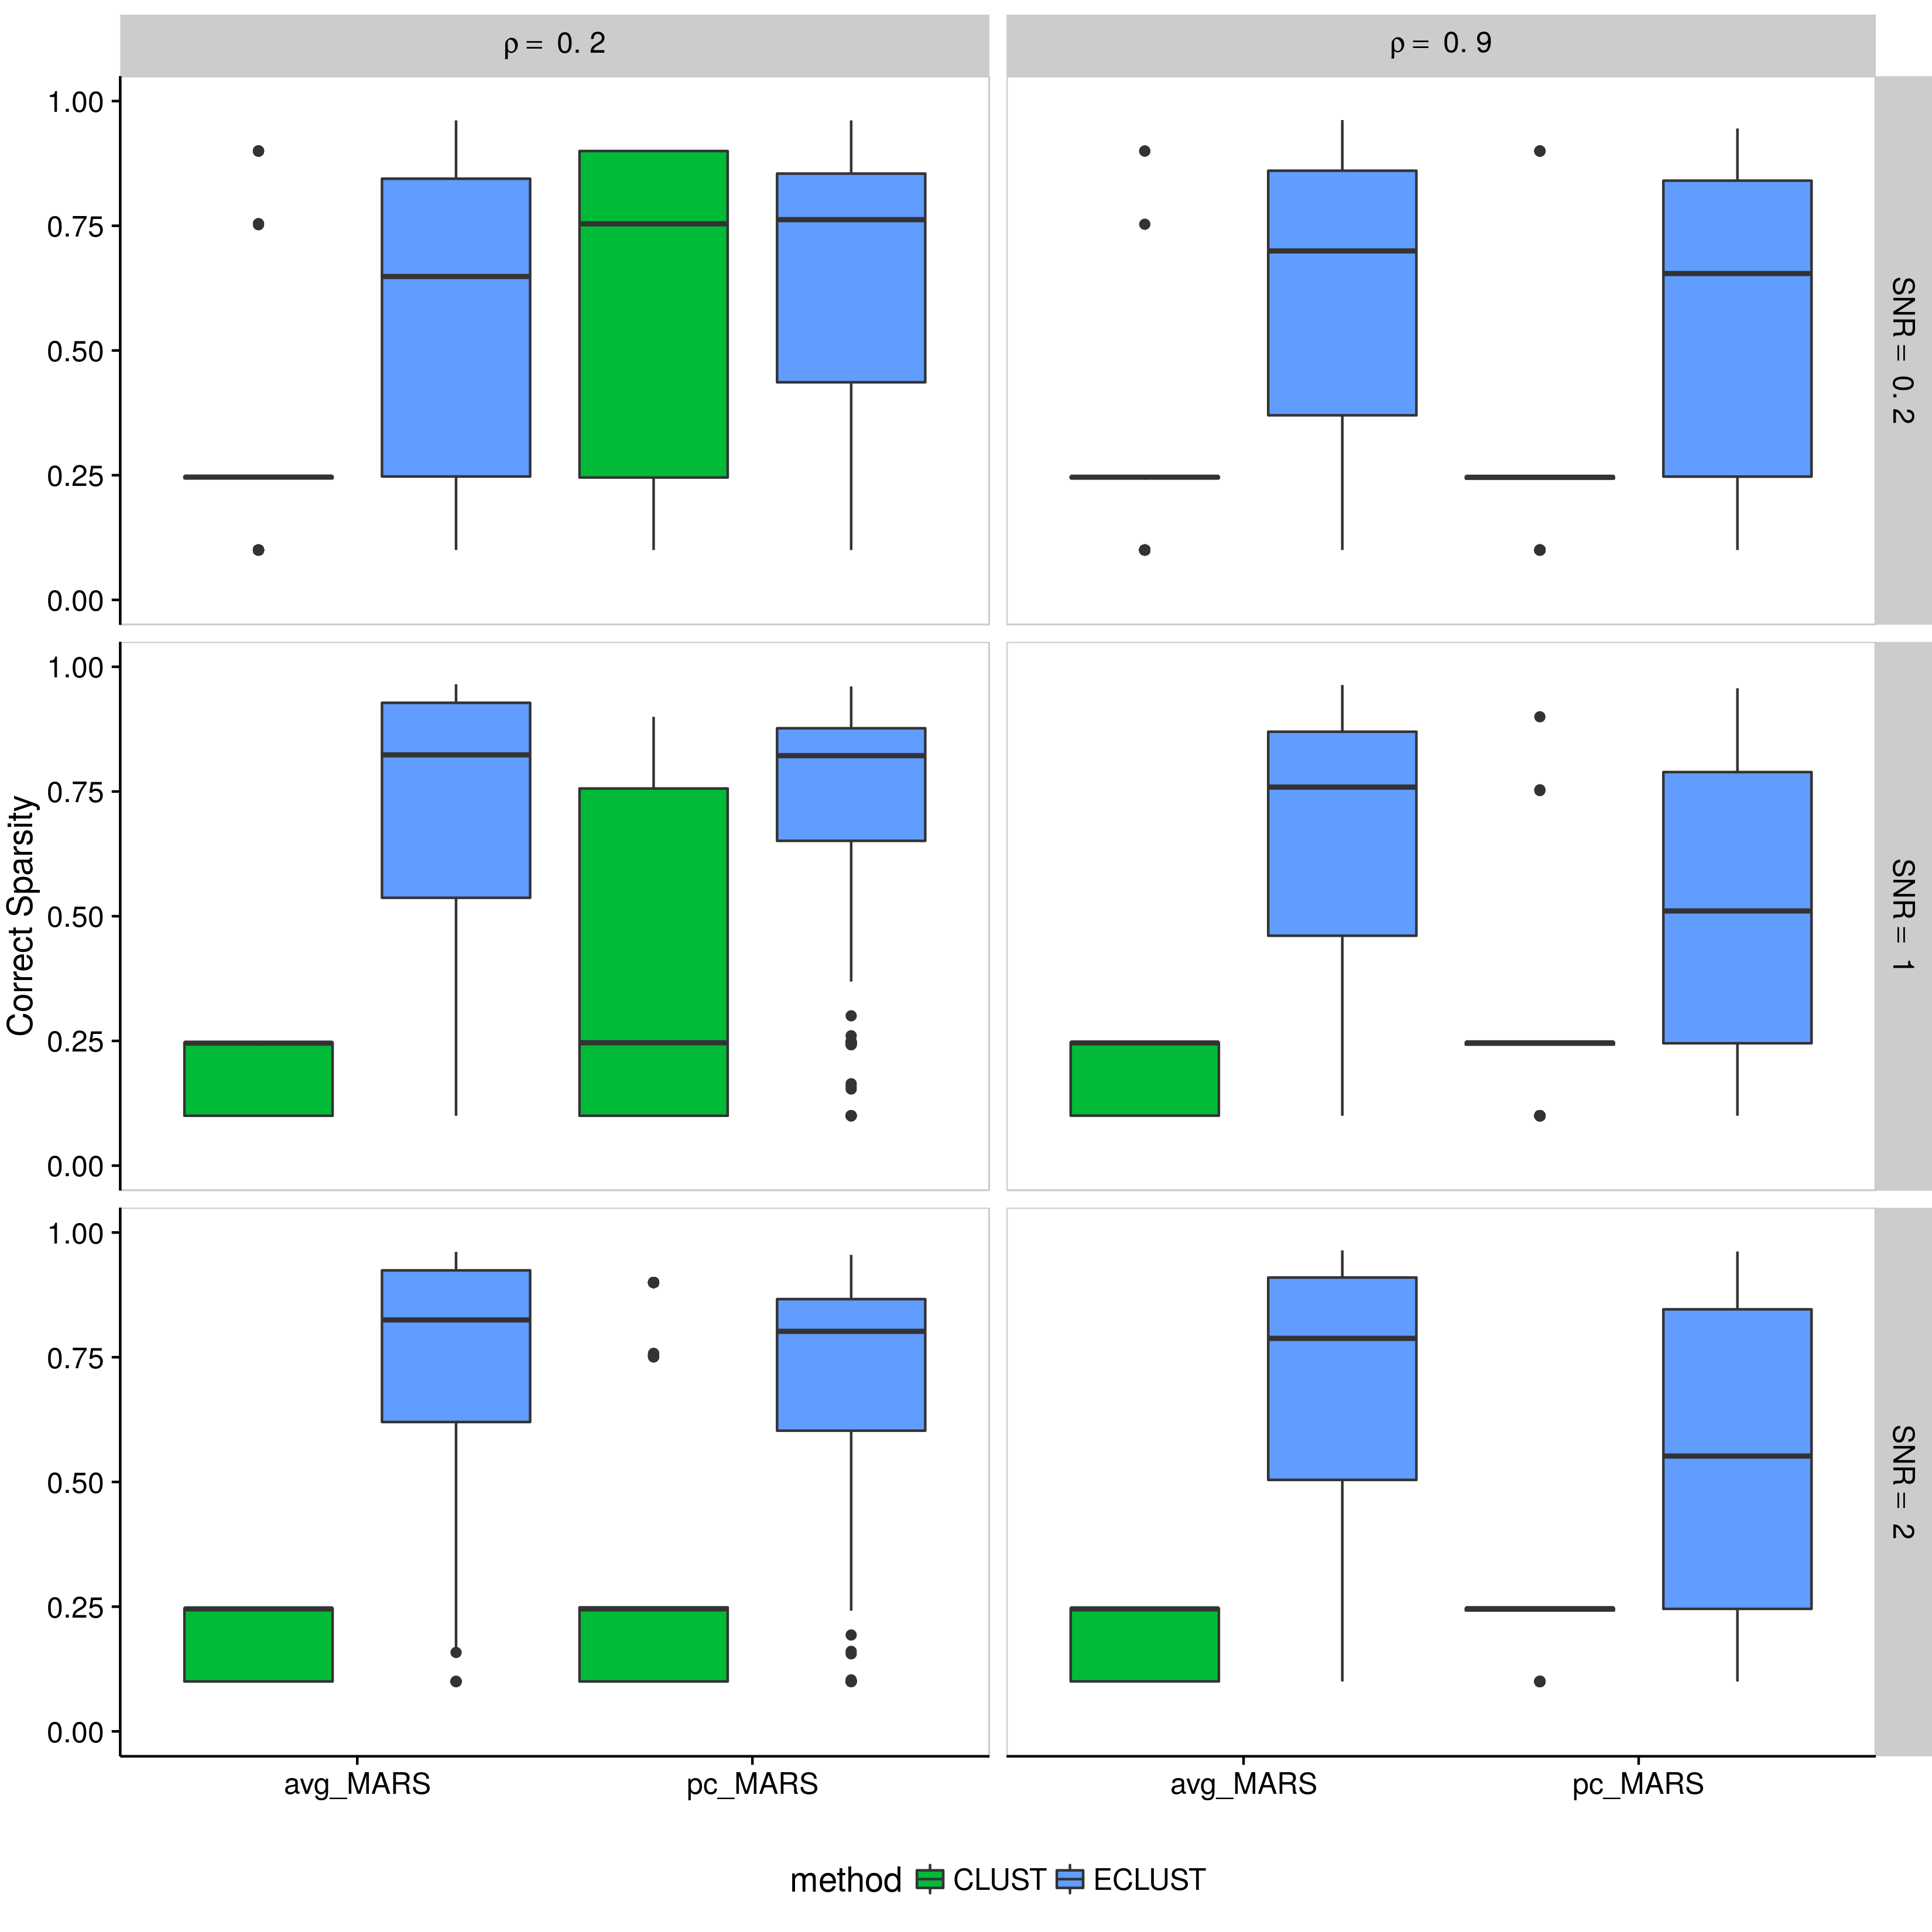 ρ = 0.2
ρ = 0.9
1.00
0.75
0.50
0.25
0.00
SNR = 0.2
Correct Sparsity
1.00
0.75
0.50
0.25
0.00
SNR = 1
1.00
0.75
0.50
0.25
0.00
SNR = 2
avg_MARS
pc_MARS
avg_MARS
pc_MARS
method CLUST ECLUST